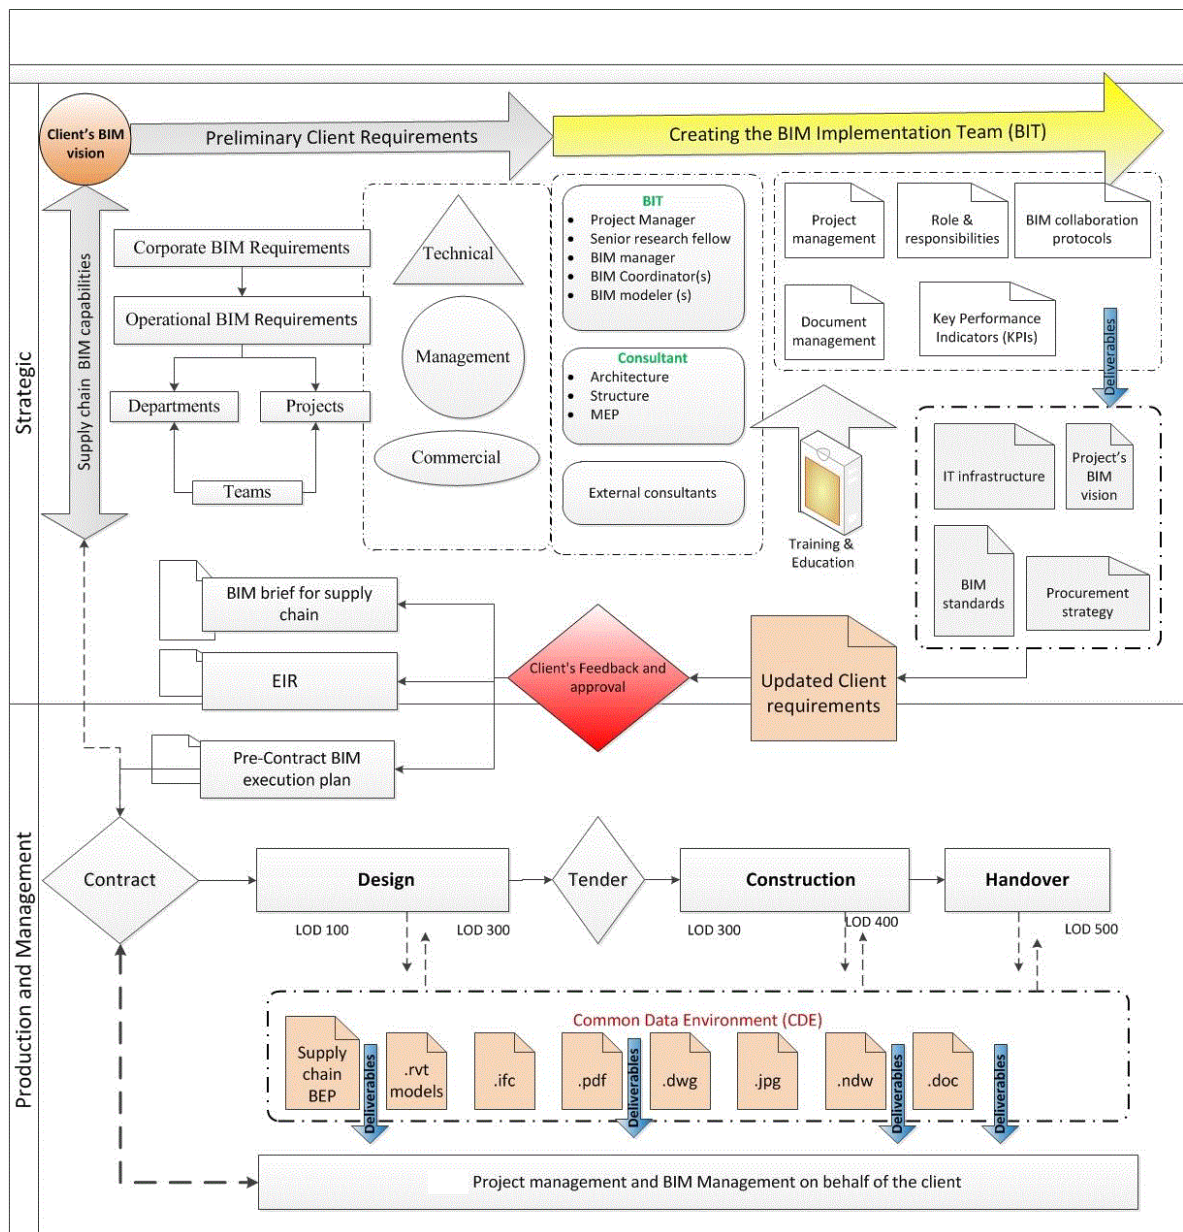 Client's BIM
vision
Preliminary Client Requirements
Creating the BIM Implementation Team (BIT)
Strategic
Supply chain BIM capabilities
Corporate BIM Requirements
Operational BIM Requirements
Departments
Projects
Teams
Technical
Management
Commercial
BIT
• Project Manager
• Senior research fellow
• BIM manager
• BIM Coordinator(s)
• BIM modeler (s)
Consultant
• Architecture
• Structure
• MEP
External consultants
Project
management
Role &
responsibilities
BIM collaboration
protocols
Document
management
Key Performance
Indicators (KPIs)
Deliverables
Training &
Education
IT infrastructure
Project's
BIM
vision
BIM
standards
Procurement
strategy
BIM brief for supply
chain
EIR
Pre-Contract BIM
execution plan
Client's Feedback and
approval
Updated Client
requirements
Production and Management
Contract
Design
Tender
Construction
Handover
LOD 100
LOD 300
LOD 300
LOD 400
LOD 500
Common Data Environment (CDE)
Supply
chain
BEP
Deliverables
.rvt
models
.ifc
.pdf
Deliverables
.dwg
.jpg
.ndw
Deliverables
.doc
Deliverables
Project management and BIM Management on behalf of the client